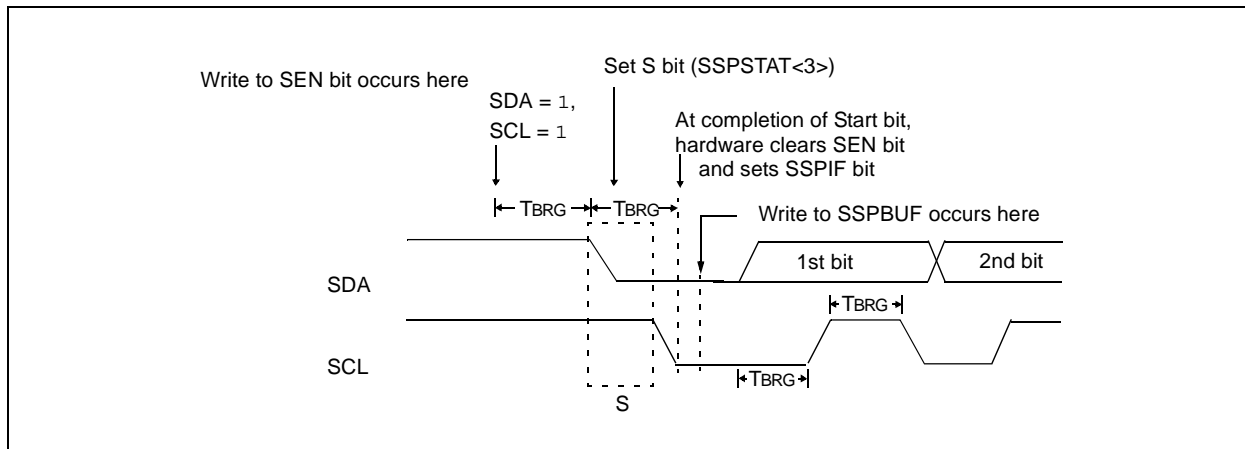 Write to SEN bit occurs here
Set S bit (SSPSTAT<3>)
SDA = 1,
SCL = 1
At completion of Start bit,
hardware clears SEN bit
and sets SSPIF bit
TBRG
TBRG
Write to SSPBUF occurs here
SDA
1st bit
2nd bit
TBRG
SCL
TBRG
S